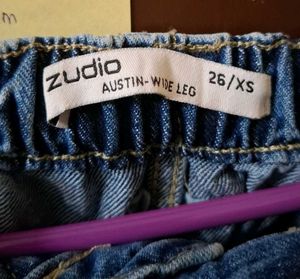 m
zudio
AUSTIN-WIDE LEG
26/XS